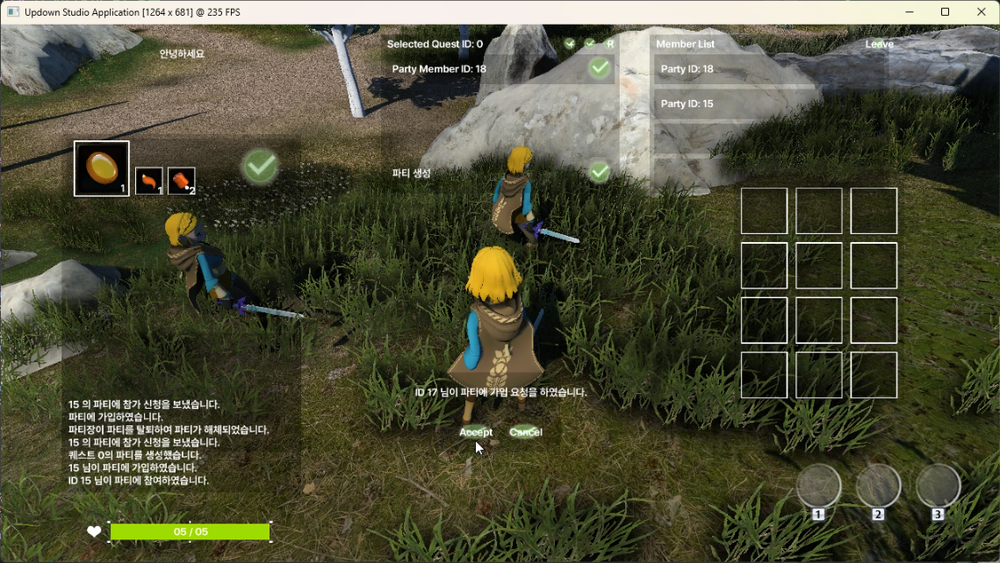 Updown Studio Application [1264 x 681] @ 235 FPS
안녕하세요
Selected Quest ID: 0
R
Party Member ID: 18
파티 생성
Member List
Leave
Party ID: 18
Party ID: 15
1
1
2
ID 17 님이 파티에 가입 요청을 하였습니다.
Accept
Cancel
15 의 파티에 참가 신청을 보냈습니다.
파티에 가입하였습니다.
파티장이 파티를 탈퇴하여 파티가 해체되었습니다.
15 의 파티에 참가 신청을 보냈습니다.
퀘스트 0의 파티를 생성했습니다.
15 님이 파티에 가입하였습니다.
ID 15 님이 파티에 참여하였습니다.
05 / 05
1
2
3